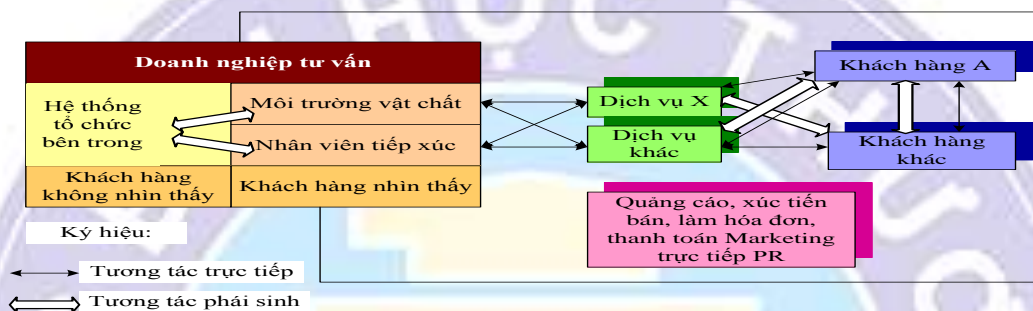 Doanh nghiệp tư vấn
Hệ thống
tổ chức
bên trong
Môi trường vật chất
Nhân viên tiếp xúc
Khách hàng
không nhìn thấy
Khách hàng nhìn thấy
Dịch vụ X
Dịch vụ
khác
Khách hàng A
Khách hàng
khác
Quảng cáo, xúc tiến
bán, làm hóa đơn,
thanh toán Marketing
trực tiếp PR
Ký hiệu:
Tương tác trực tiếp
Tương tác phái sinh